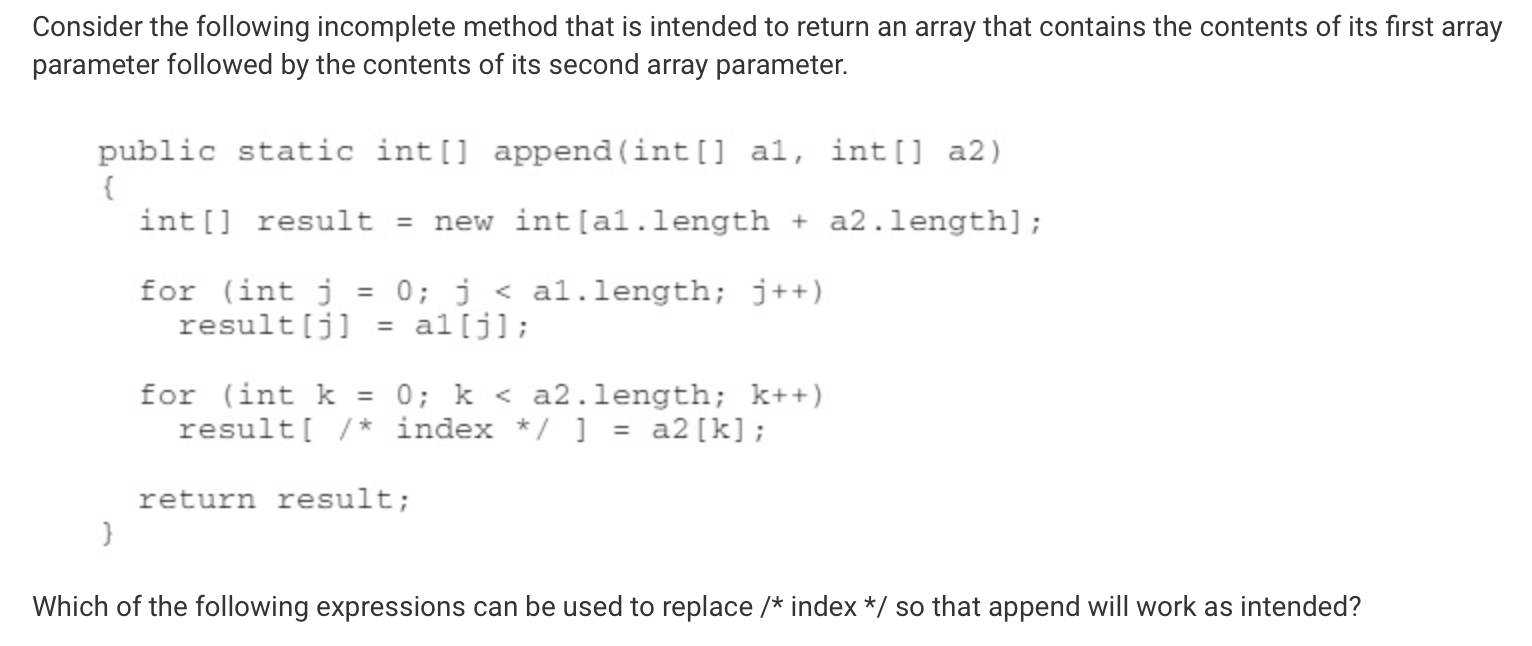 Consider the following incomplete method that is intended to return an array that contains the contents of its first array
parameter followed by the contents of its second array parameter.
public static int[] append(int[] a1, int[] a2)
{
int[] result = new int[a1.length + a2.length];
for (int j = 0; j < a1.length; j++)
result[j] = a1[j];
for (int k = 0; k < a2.length; k++)
result[ /* index */ ] = a2[k];
return result;
}
Which of the following expressions can be used to replace /* index */ so that append will work as intended?